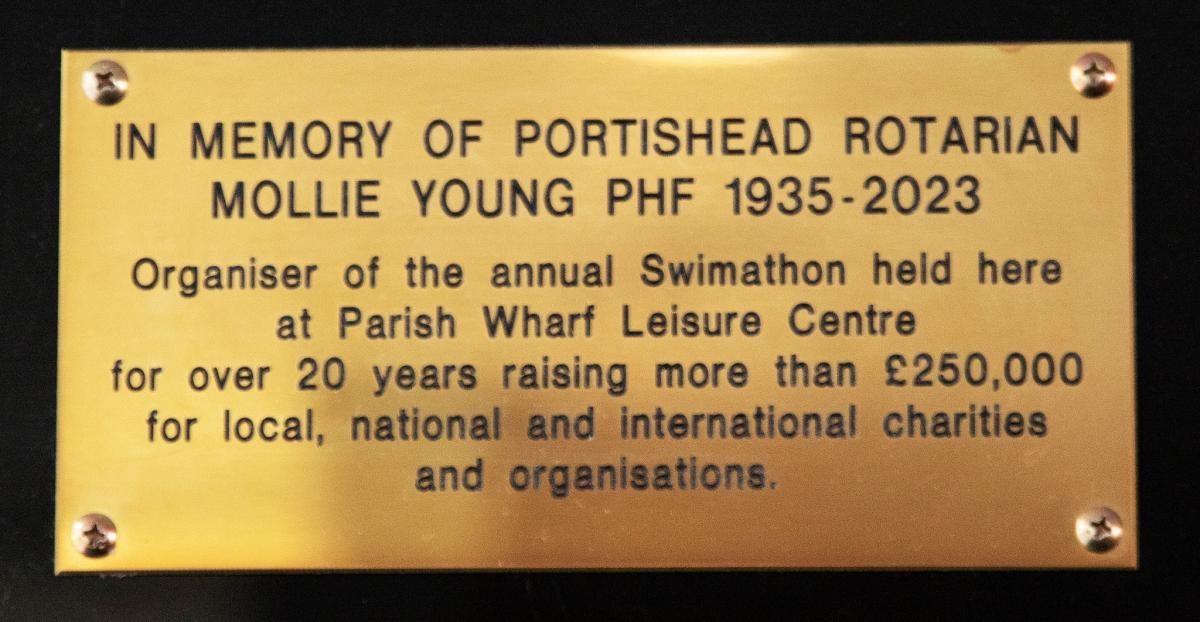 IN MEMORY OF PORTISHEAD ROTARIAN
MOLLIE YOUNG PHF 1935-2023
Organiser of the annual Swimathon held here
at Parish Wharf Leisure Centre
for over 20 years raising more than £250,000
for local, national and international charities
and organisations.